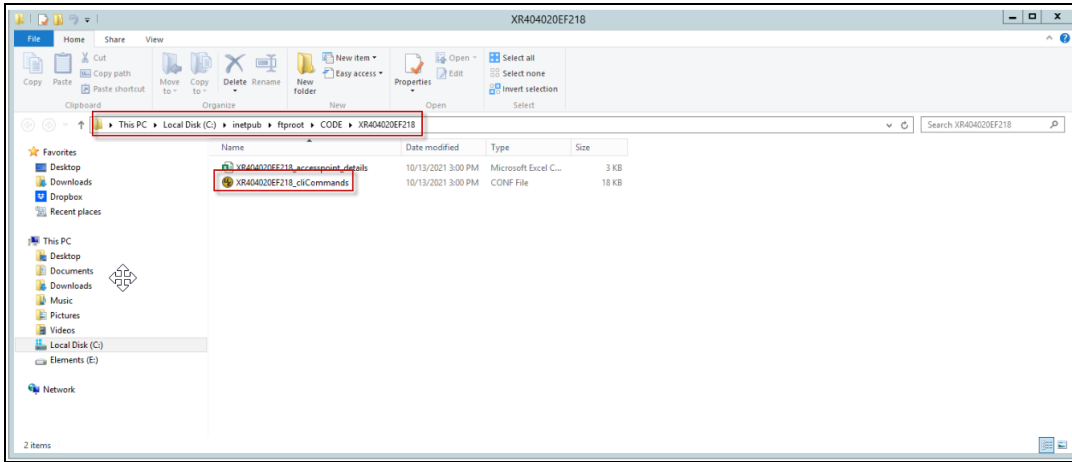 XR404020EF218
File Home Share View
Copy Paste Cut Copy path Paste shortcut Move to Copy to Delete Rename New folder New item Easy access Properties Open Edit Select all Select none Invert selection
Clipboard Organize New Open Select
This PC Local Disk (C:) inetpub ftproot CODE XR404020EF218 Search XR404020EF218
Name Date modified Type Size
XR404020EF218_accesspoint_details 10/13/2021 3:00 PM Microsoft Excel C... 3 KB
XR404020EF218_cliCommands 10/13/2021 3:00 PM CONF File 18 KB
Favorites
Desktop
Downloads
Dropbox
Recent places
This PC
Desktop
Documents
Downloads
Music
Pictures
Videos
Local Disk (C:)
Elements (E:)
Network
2 items